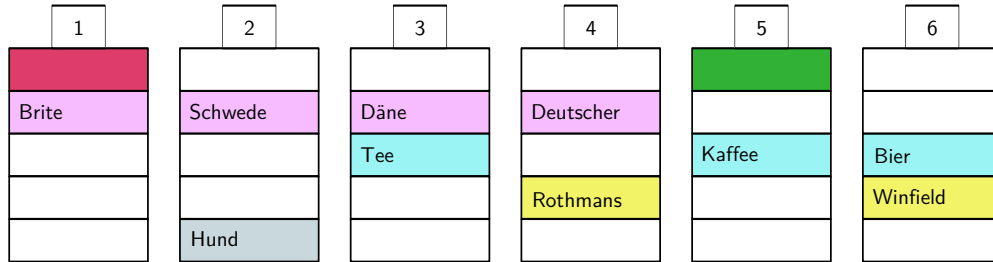 1 2 3 4 5 6
Brite Schwede Däne Deutscher
Tee Kaffee Bier
Rothmans Winfield
Hund